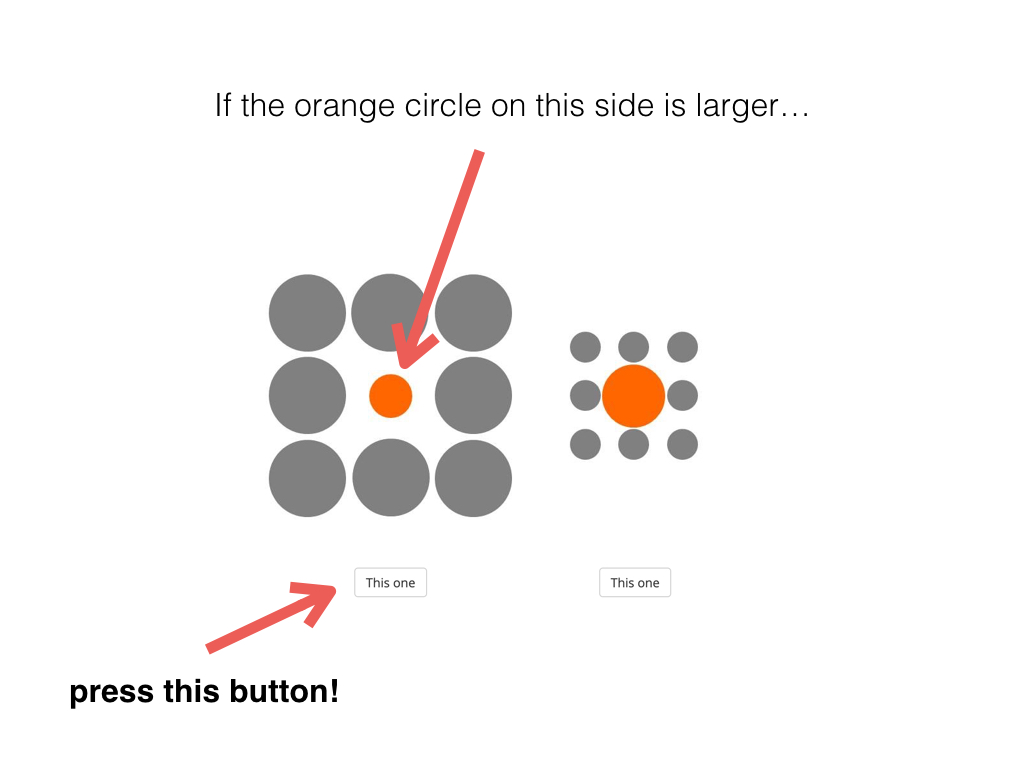 If the orange circle on this side is larger…
This one
This one
press this button!